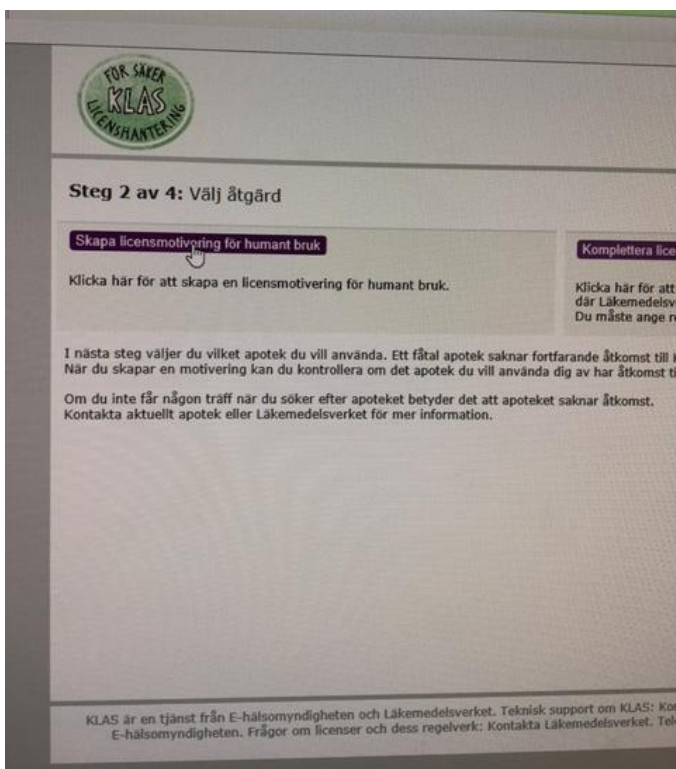 FÖR SÄKER
KLAS
LICENSHANTERING
Steg 2 av 4: Välj åtgärd
Skapa licensmotivering för humant bruk
Klicka här för att skapa en licensmotivering för humant bruk.
Komplettera lice
Klicka här för att
där Läkemedelsv
Du måste ange r
I nästa steg väljer du vilket apotek du vill använda. Ett fåtal apotek saknar fortfarande åtkomst till
När du skapar en motivering kan du kontrollera om det apotek du vill använda dig av har åtkomst ti
Om du inte får någon träff när du söker efter apoteket betyder det att apoteket saknar åtkomst.
Kontakta aktuellt apotek eller Läkemedelsverket för mer information.
KLAS är en tjänst från E-hälsomyndigheten och Läkemedelsverket. Teknisk support om KLAS: Kon
E-hälsomyndigheten. Frågor om licenser och dess regelverk: Kontakta Läkemedelsverket. Tel